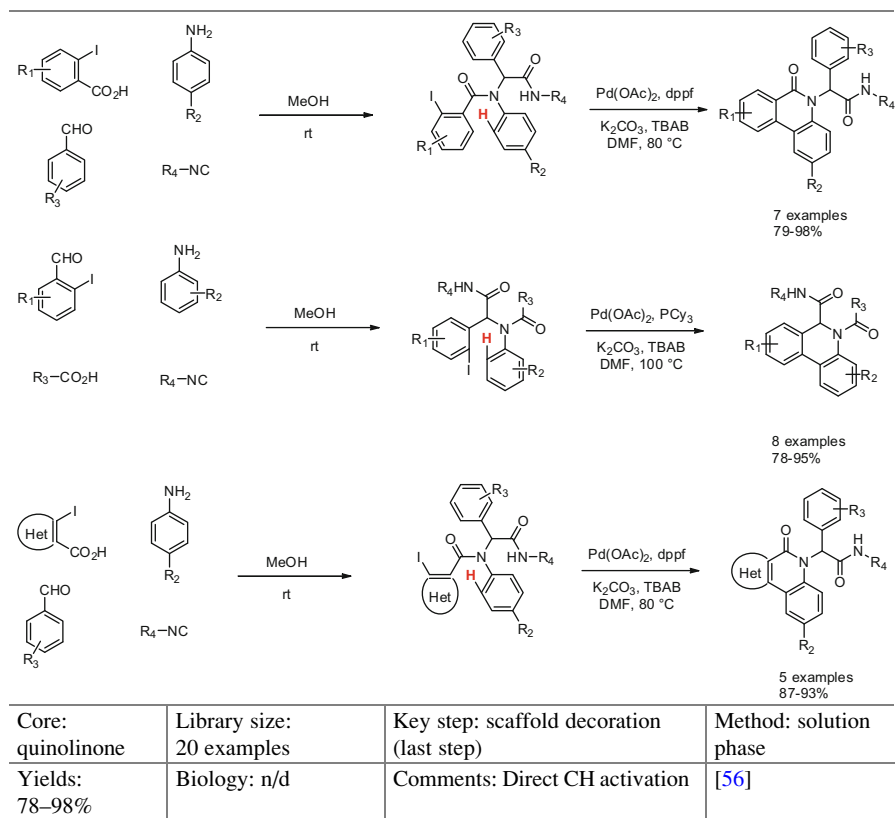 R1
I
CO2H
NH2
R2
CHO
R3
R4–NC
MeOH
rt
R3
O
O
I
N
HN–R4
H
R1
R2
Pd(OAc)2, dppf
K2CO3, TBAB
DMF, 80 °C
R3
O
H
N
N
R4
O
R1
R2
7 examples
79-98%
CHO
I
R1
NH2
R2
R3–CO2H
R4–NC
MeOH
rt
R4HN
O
R3
N
O
H
R1
I
R2
Pd(OAc)2, PCy3
K2CO3, TBAB
DMF, 100 °C
R4HN
O
R3
N
O
R1
R2
8 examples
78-95%
I
Het
CO2H
NH2
R2
CHO
R3
R4–NC
MeOH
rt
R3
O
O
I
N
HN–R4
H
Het
R2
Pd(OAc)2, dppf
K2CO3, TBAB
DMF, 80 °C
R3
O
H
N
N
R4
Het
O
R2
5 examples
87-93%
Core: quinolinone
Library size: 20 examples
Key step: scaffold decoration (last step)
Method: solution phase
Yields: 78–98%
Biology: n/d
Comments: Direct CH activation
[56]